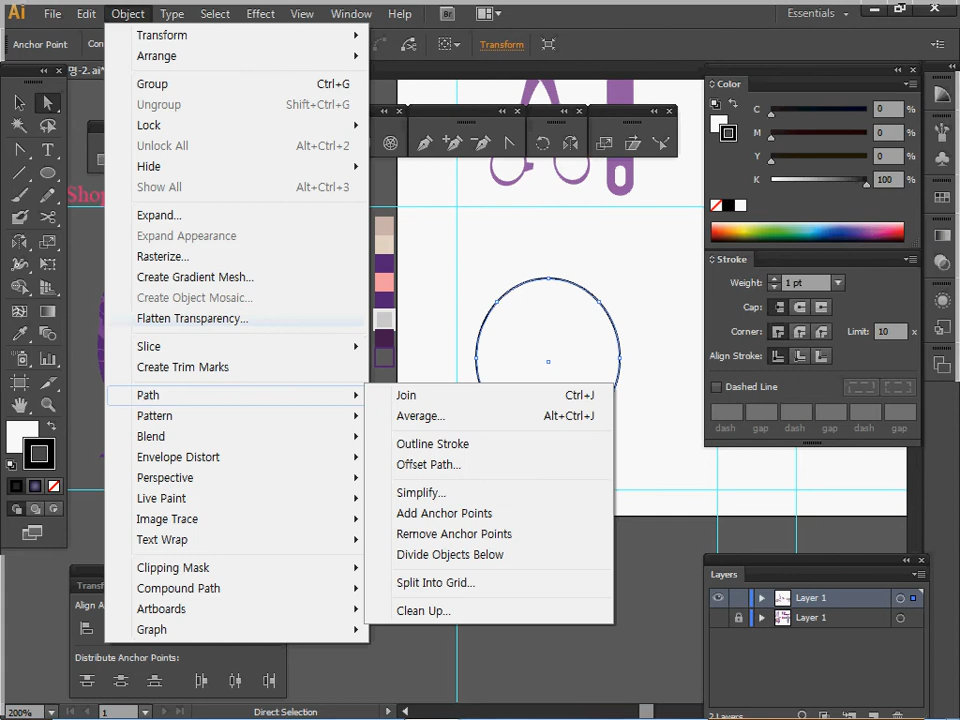 Ai File Edit Object Type Select Effect View Window Help Br Essentials
Anchor Point Transform
Transform
Arrange
Group Ctrl+G
Ungroup Shift+Ctrl+G
Lock
Unlock All Alt+Ctrl+2
Hide
Show All Alt+Ctrl+3
Expand...
Expand Appearance
Rasterize...
Create Gradient Mesh...
Create Object Mosaic...
Flatten Transparency...
Slice
Create Trim Marks
Path
Pattern
Blend
Envelope Distort
Perspective
Live Paint
Image Trace
Text Wrap
Clipping Mask
Compound Path
Artboards
Graph
Join Ctrl+J
Average... Alt+Ctrl+J
Outline Stroke
Offset Path...
Simplify...
Add Anchor Points
Remove Anchor Points
Divide Objects Below
Split Into Grid...
Clean Up...
Shop
Color
C 0 %
M 0 %
Y 0 %
K 100 %
Stroke
Weight: 1 pt
Cap:
Corner: Limit: 10 x
Align Stroke:
Dashed Line
dash gap dash gap dash gap
Layers
Layer 1
Layer 1
2 Layers
Distribute Anchor Points:
200% 1 Direct Selection